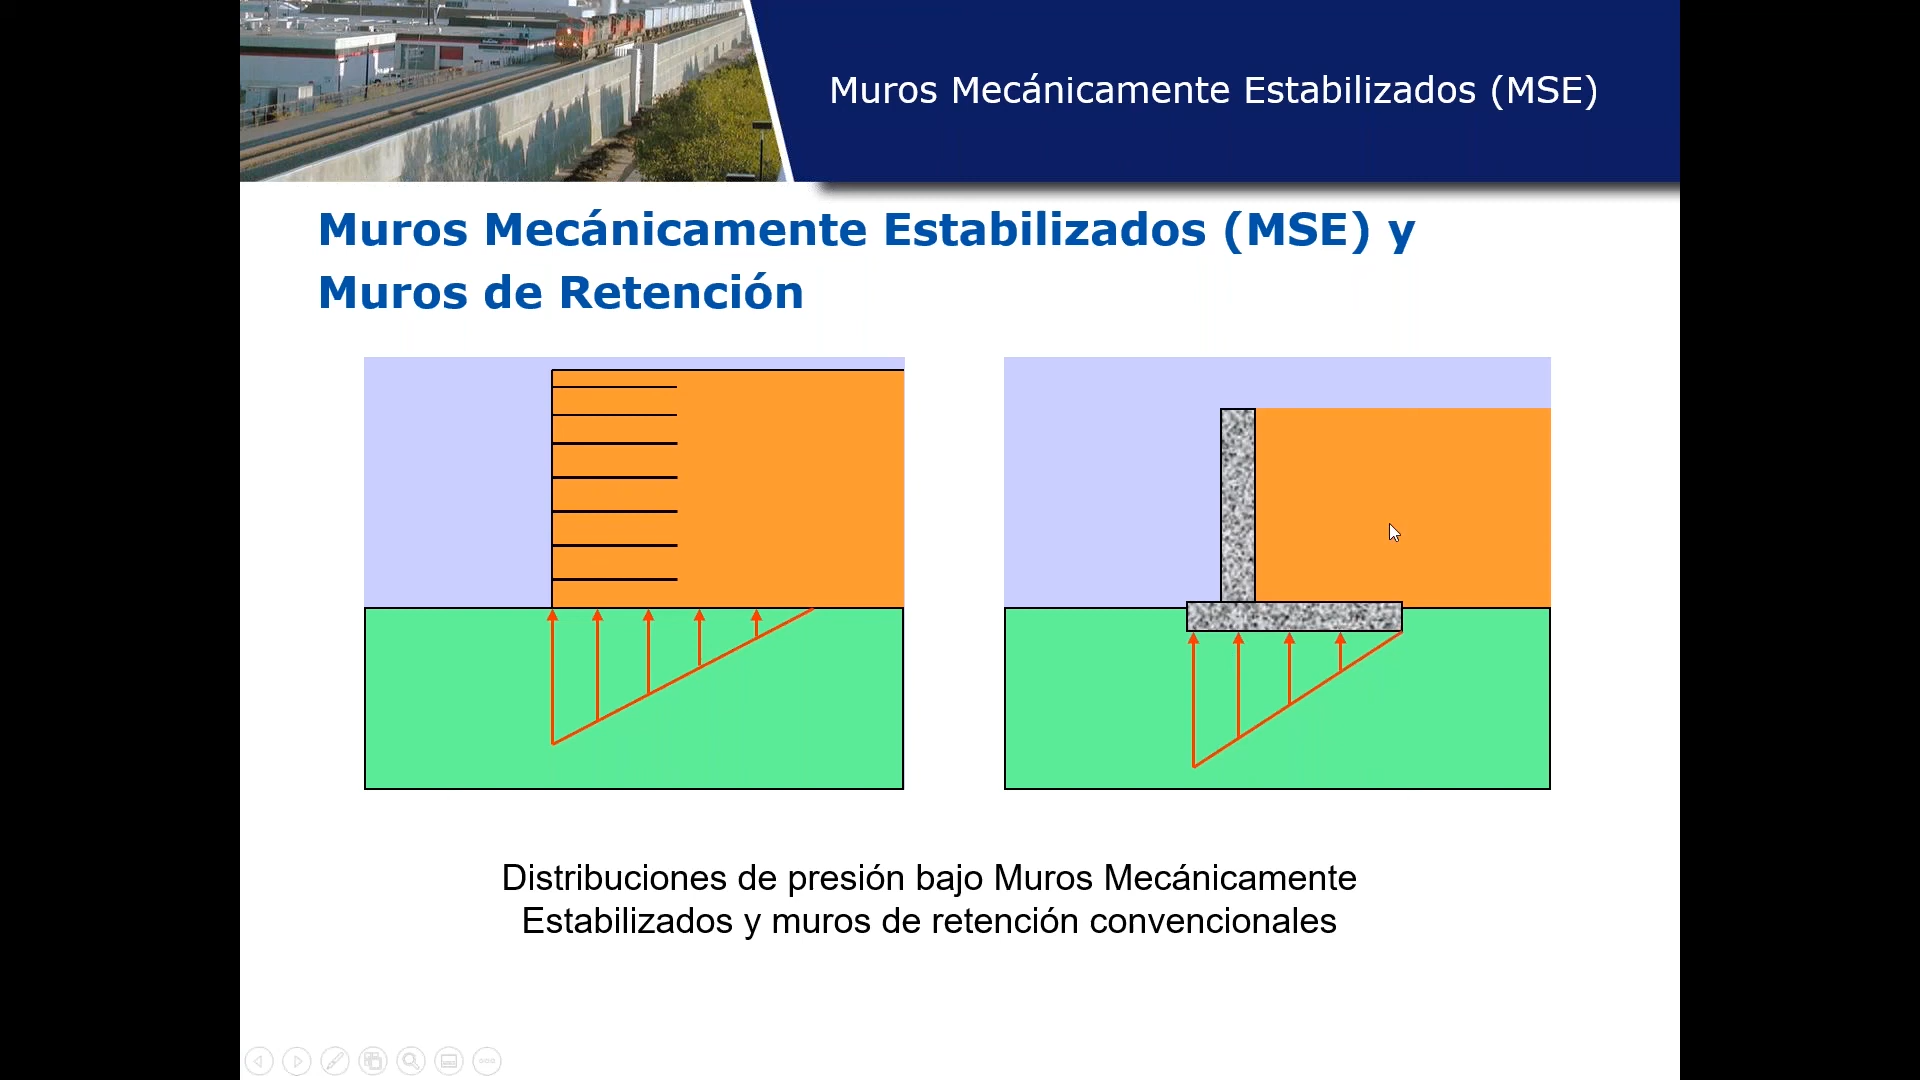 Muros Mecánicamente Estabilizados (MSE)
Muros Mecánicamente Estabilizados (MSE) y
Muros de Retención
Distribuciones de presión bajo Muros Mecánicamente
Estabilizados y muros de retención convencionales